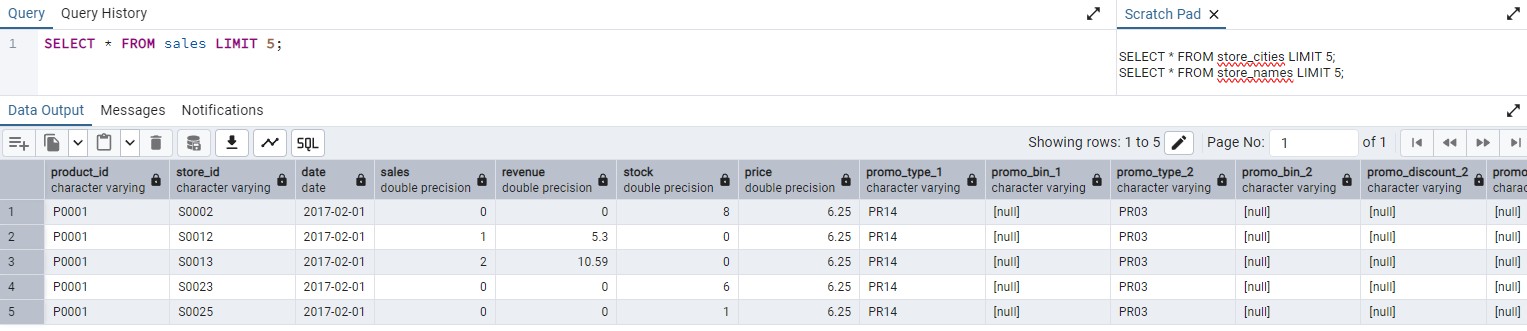 Query Query History Scratch Pad
1 SELECT * FROM sales LIMIT 5;
SELECT * FROM store_cities LIMIT 5;
SELECT * FROM store_names LIMIT 5;
Data Output Messages Notifications
SQL Showing rows: 1 to 5 Page No: 1 of 1
product_id store_id date sales revenue stock price promo_type_1 promo_bin_1 promo_type_2 promo_bin_2 promo_discount_2 promo
character varying character varying date double precision double precision double precision double precision character varying character varying character varying character varying character varying charac
1 P0001 S0002 2017-02-01 0 0 8 6.25 PR14 [null] PR03 [null] [null] [null]
2 P0001 S0012 2017-02-01 1 5.3 0 6.25 PR14 [null] PR03 [null] [null] [null]
3 P0001 S0013 2017-02-01 2 10.59 0 6.25 PR14 [null] PR03 [null] [null] [null]
4 P0001 S0023 2017-02-01 0 0 6 6.25 PR14 [null] PR03 [null] [null] [null]
5 P0001 S0025 2017-02-01 0 0 1 6.25 PR14 [null] PR03 [null] [null] [null]